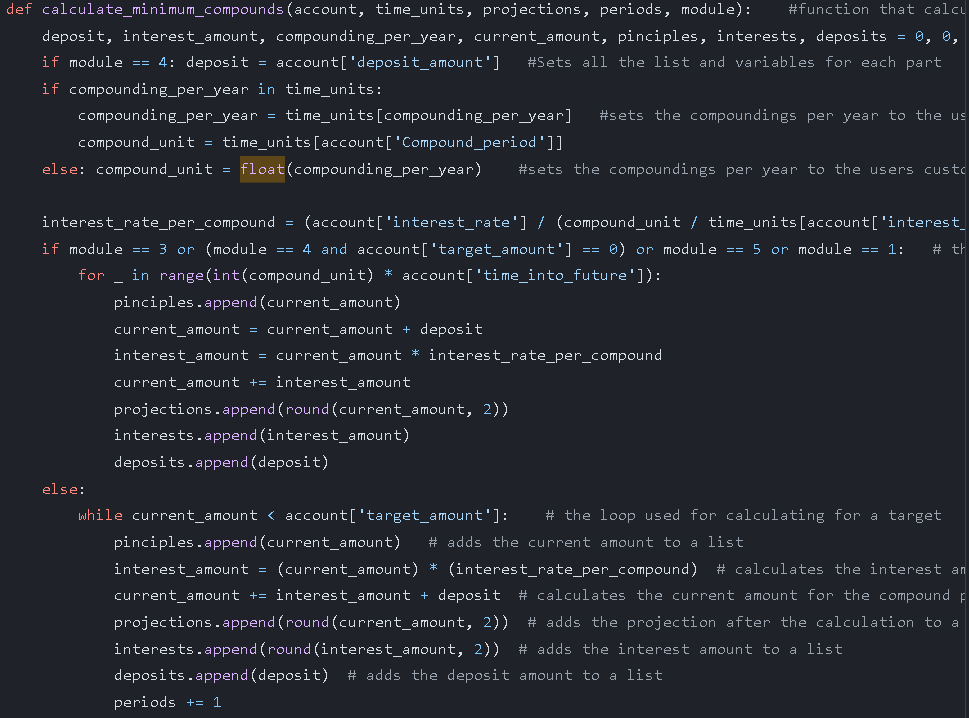 def calculate_minimum_compounds(account, time_units, projections, periods, module):    #function that calcu
deposit, interest_amount, compounding_per_year, current_amount, pinciples, interests, deposits = 0, 0,
if module == 4: deposit = account['deposit_amount']   #Sets all the list and variables for each part
if compounding_per_year in time_units:
compounding_per_year = time_units[compounding_per_year]   #sets the compoundings per year to the us
compound_unit = time_units[account['Compound_period']]
else: compound_unit = float(compounding_per_year)    #sets the compoundings per year to the users custo
interest_rate_per_compound = (account['interest_rate'] / (compound_unit / time_units[account['interest_
if module == 3 or (module == 4 and account['target_amount'] == 0) or module == 5 or module == 1:   # th
for _ in range(int(compound_unit) * account['time_into_future']):
pinciples.append(current_amount)
current_amount = current_amount + deposit
interest_amount = current_amount * interest_rate_per_compound
current_amount += interest_amount
projections.append(round(current_amount, 2))
interests.append(interest_amount)
deposits.append(deposit)
else:
while current_amount < account['target_amount']:    # the loop used for calculating for a target
pinciples.append(current_amount)   # adds the current amount to a list
interest_amount = (current_amount) * (interest_rate_per_compound)  # calculates the interest am
current_amount += interest_amount + deposit  # calculates the current amount for the compound p
projections.append(round(current_amount, 2))  # adds the projection after the calculation to a
interests.append(round(interest_amount, 2))  # adds the interest amount to a list
deposits.append(deposit)  # adds the deposit amount to a list
periods += 1